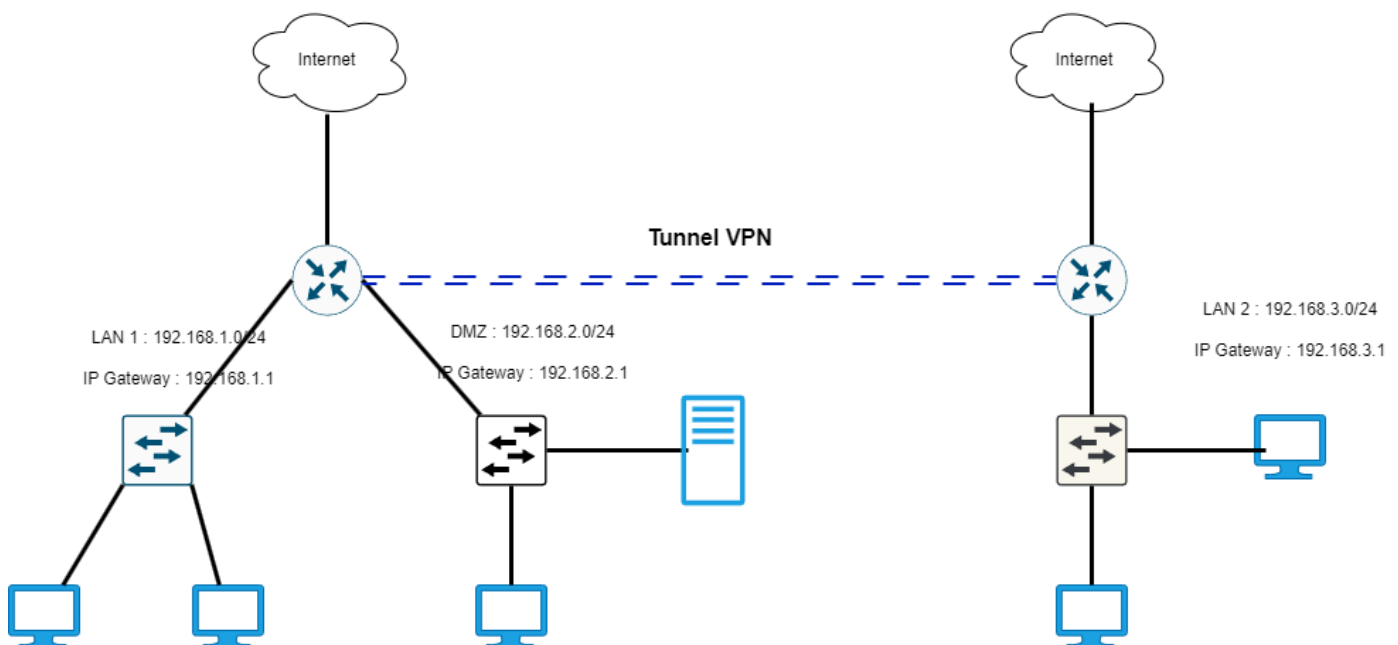 Internet
Internet
Tunnel VPN
LAN 1 : 192.168.1.0/24
IP Gateway : 192.168.1.1
DMZ : 192.168.2.0/24
IP Gateway : 192.168.2.1
LAN 2 : 192.168.3.0/24
IP Gateway : 192.168.3.1